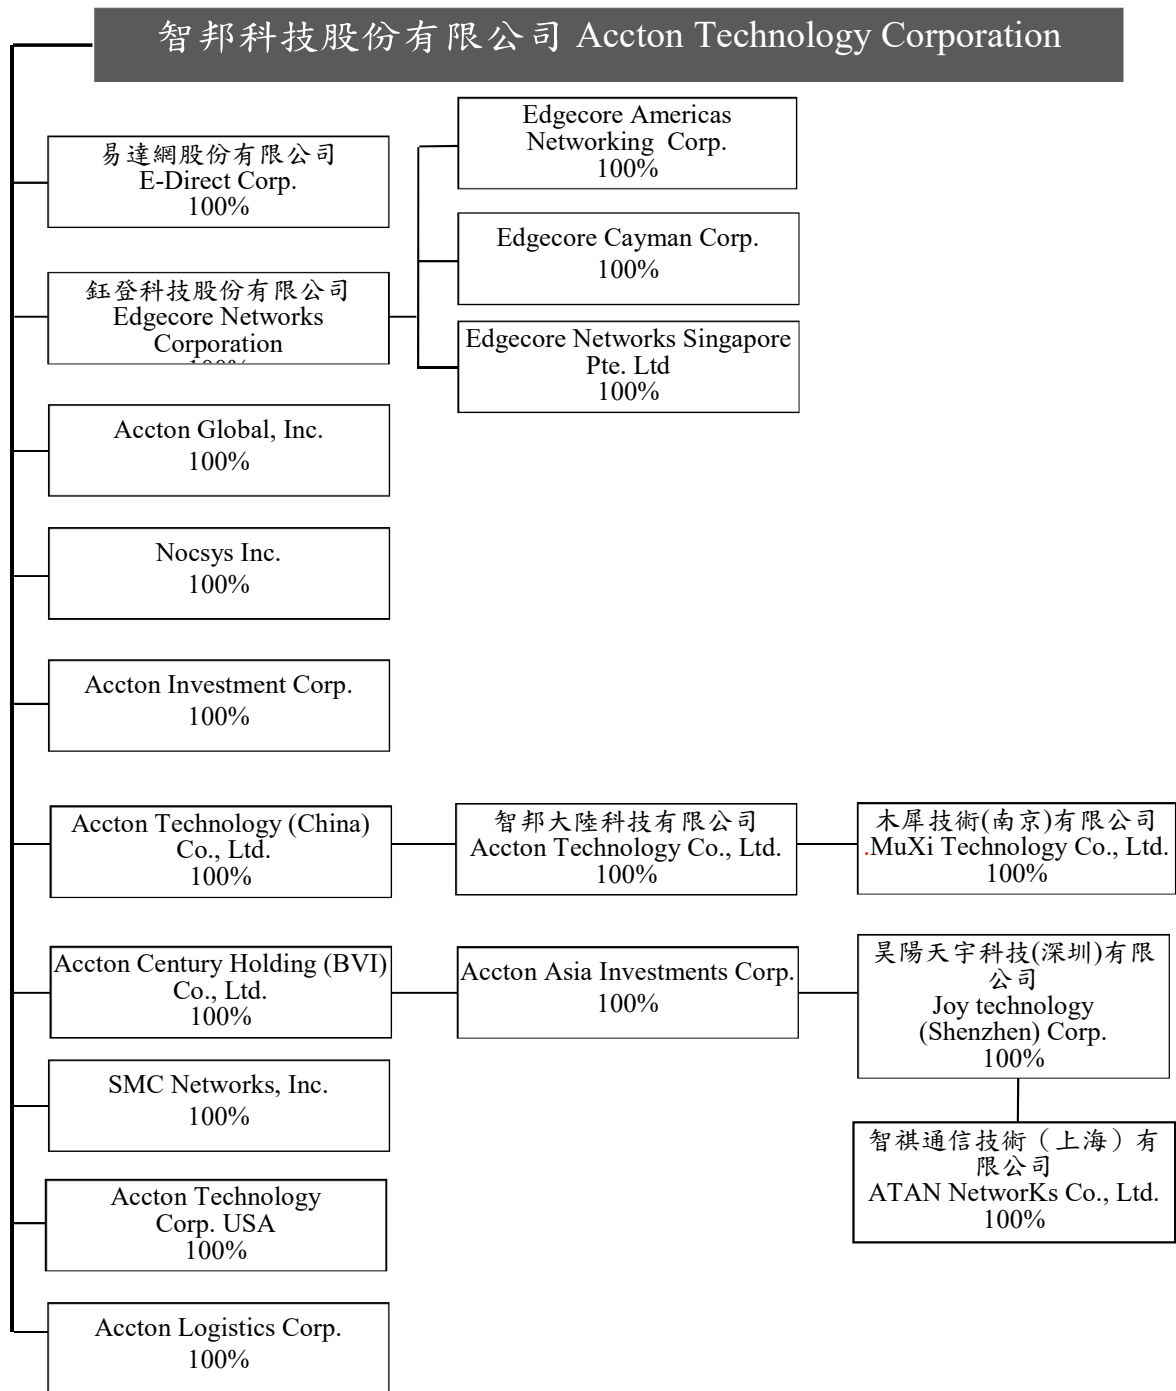 智邦科技股份有限公司 Accton Technology Corporation
易達網股份有限公司
E-Direct Corp.
100%
鈺登科技股份有限公司
Edgecore Networks
Corporation
100%
Edgecore Americas
Networking Corp.
100%
Edgecore Cayman Corp.
100%
Edgecore Networks Singapore
Pte. Ltd
100%
Accton Global, Inc.
100%
Nocsys Inc.
100%
Accton Investment Corp.
100%
Accton Technology (China)
Co., Ltd.
100%
智邦大陸科技有限公司
Accton Technology Co., Ltd.
100%
木犀技術(南京)有限公司
.MuXi Technology Co., Ltd.
100%
Accton Century Holding (BVI)
Co., Ltd.
100%
Accton Asia Investments Corp.
100%
昊陽天宇科技(深圳)有限
公司
Joy technology
(Shenzhen) Corp.
100%
智祺通信技術（上海）有
限公司
ATAN NetworKs Co., Ltd.
100%
SMC Networks, Inc.
100%
Accton Technology
Corp. USA
100%
Accton Logistics Corp.
100%